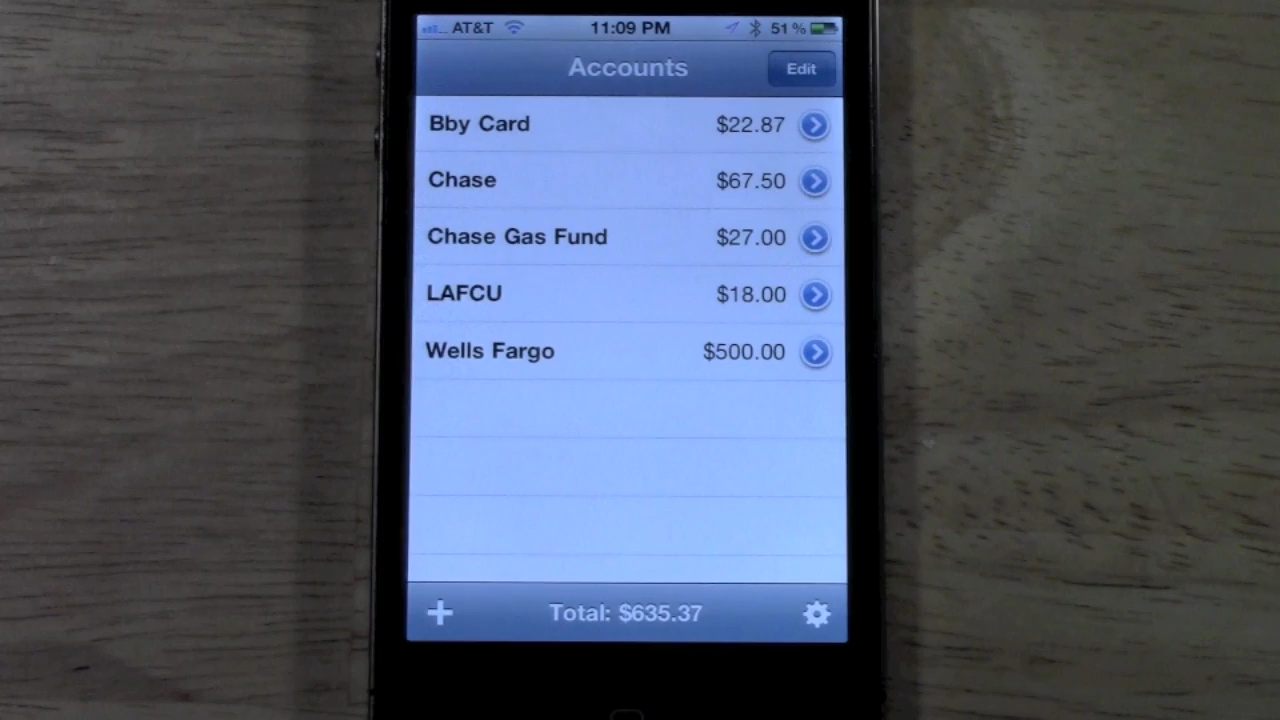 AT&T 11:09 PM 51%
Accounts Edit
Bby Card $22.87
Chase $67.50
Chase Gas Fund $27.00
LAFCU $18.00
Wells Fargo $500.00
Total: $635.37